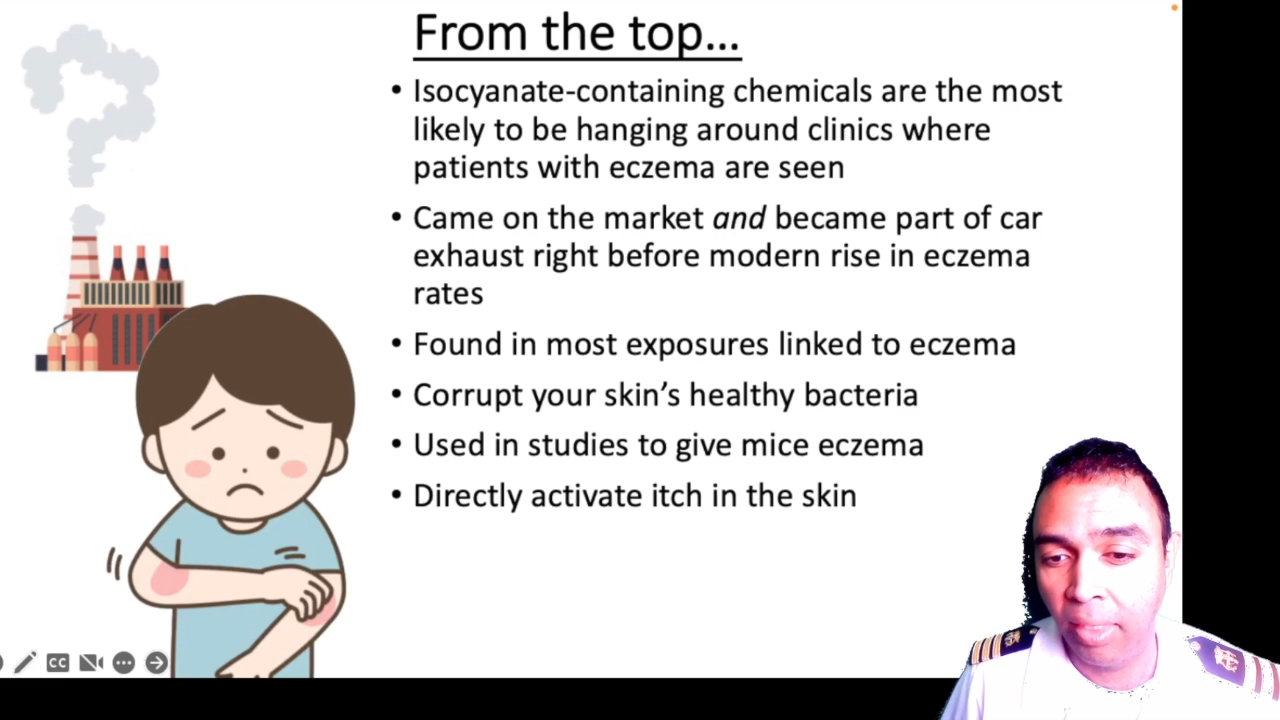 From the top...
• Isocyanate-containing chemicals are the most
likely to be hanging around clinics where
patients with eczema are seen
• Came on the market and became part of car
exhaust right before modern rise in eczema
rates
• Found in most exposures linked to eczema
• Corrupt your skin’s healthy bacteria
• Used in studies to give mice eczema
• Directly activate itch in the skin
CC